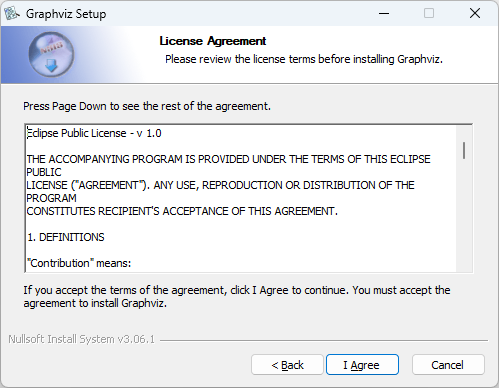 Graphviz Setup
License Agreement
Please review the license terms before installing Graphviz.
Press Page Down to see the rest of the agreement.
Eclipse Public License - v 1.0
THE ACCOMPANYING PROGRAM IS PROVIDED UNDER THE TERMS OF THIS ECLIPSE
PUBLIC
LICENSE ("AGREEMENT"). ANY USE, REPRODUCTION OR DISTRIBUTION OF THE
PROGRAM
CONSTITUTES RECIPIENT'S ACCEPTANCE OF THIS AGREEMENT.
1. DEFINITIONS
"Contribution" means:
If you accept the terms of the agreement, click I Agree to continue. You must accept the
agreement to install Graphviz.
Nullsoft Install System v3.06.1
< Back
I Agree
Cancel